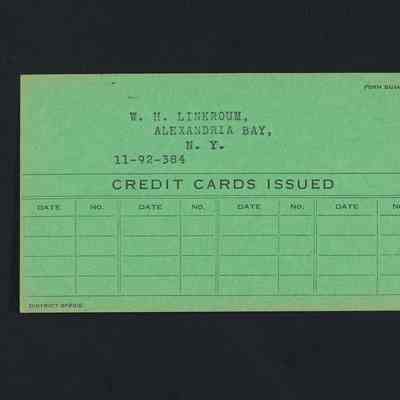 FORM
W. H. LINKROUM,
ALEXANDRIA BAY,
N. Y.
11-92-384
CREDIT CARDS ISSUED
DATE NO. DATE NO. DATE NO. DATE
DISTRICT OFFICE